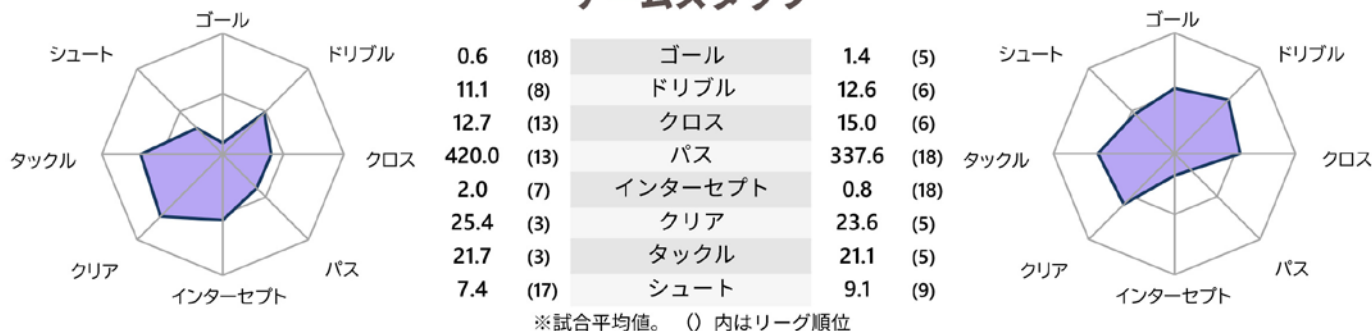 ゴール
シュート
ドリブル
タックル
クロス
クリア
パス
インターセプト
0.6 (18) ゴール 1.4 (5)
11.1 (8) ドリブル 12.6 (6)
12.7 (13) クロス 15.0 (6)
420.0 (13) パス 337.6 (18)
2.0 (7) インターセプト 0.8 (18)
25.4 (3) クリア 23.6 (5)
21.7 (3) タックル 21.1 (5)
7.4 (17) シュート 9.1 (9)
※試合平均値。 () 内はリーグ順位
ゴール
シュート
ドリブル
タックル
クロス
クリア
パス
インターセプト